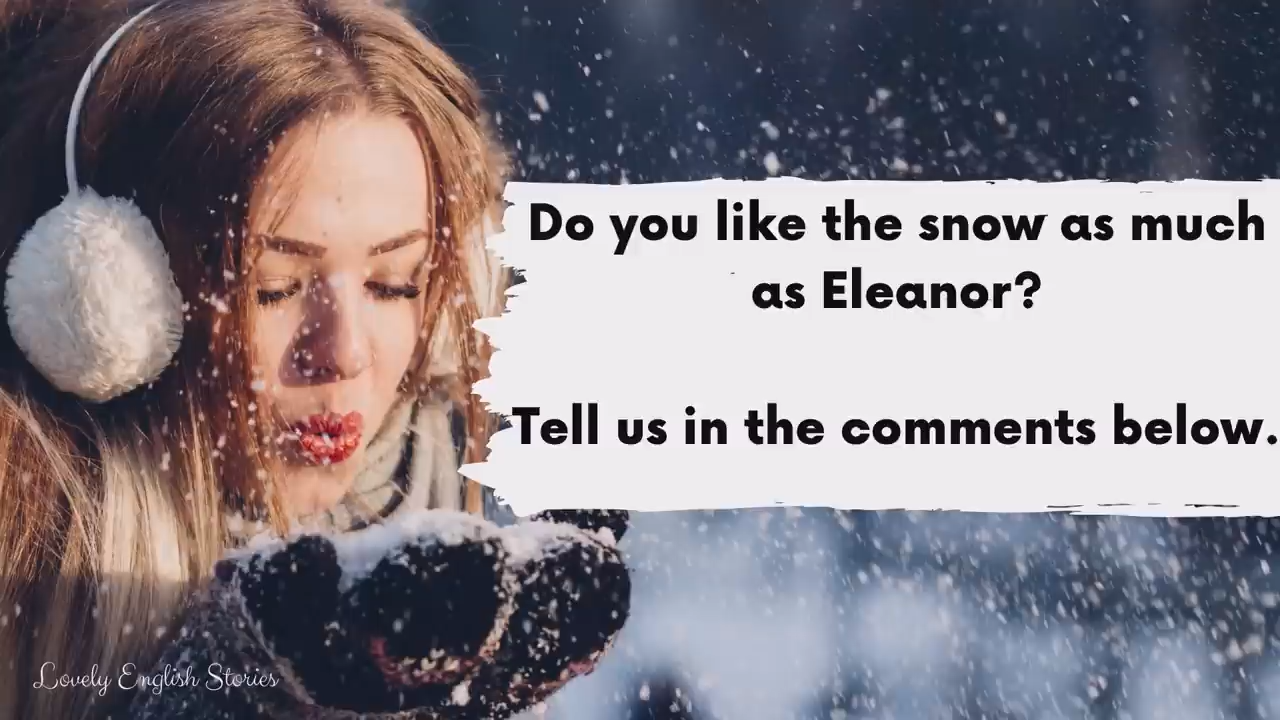 Do you like the snow as much
as Eleanor?
Tell us in the comments below.
Lovely English Stories